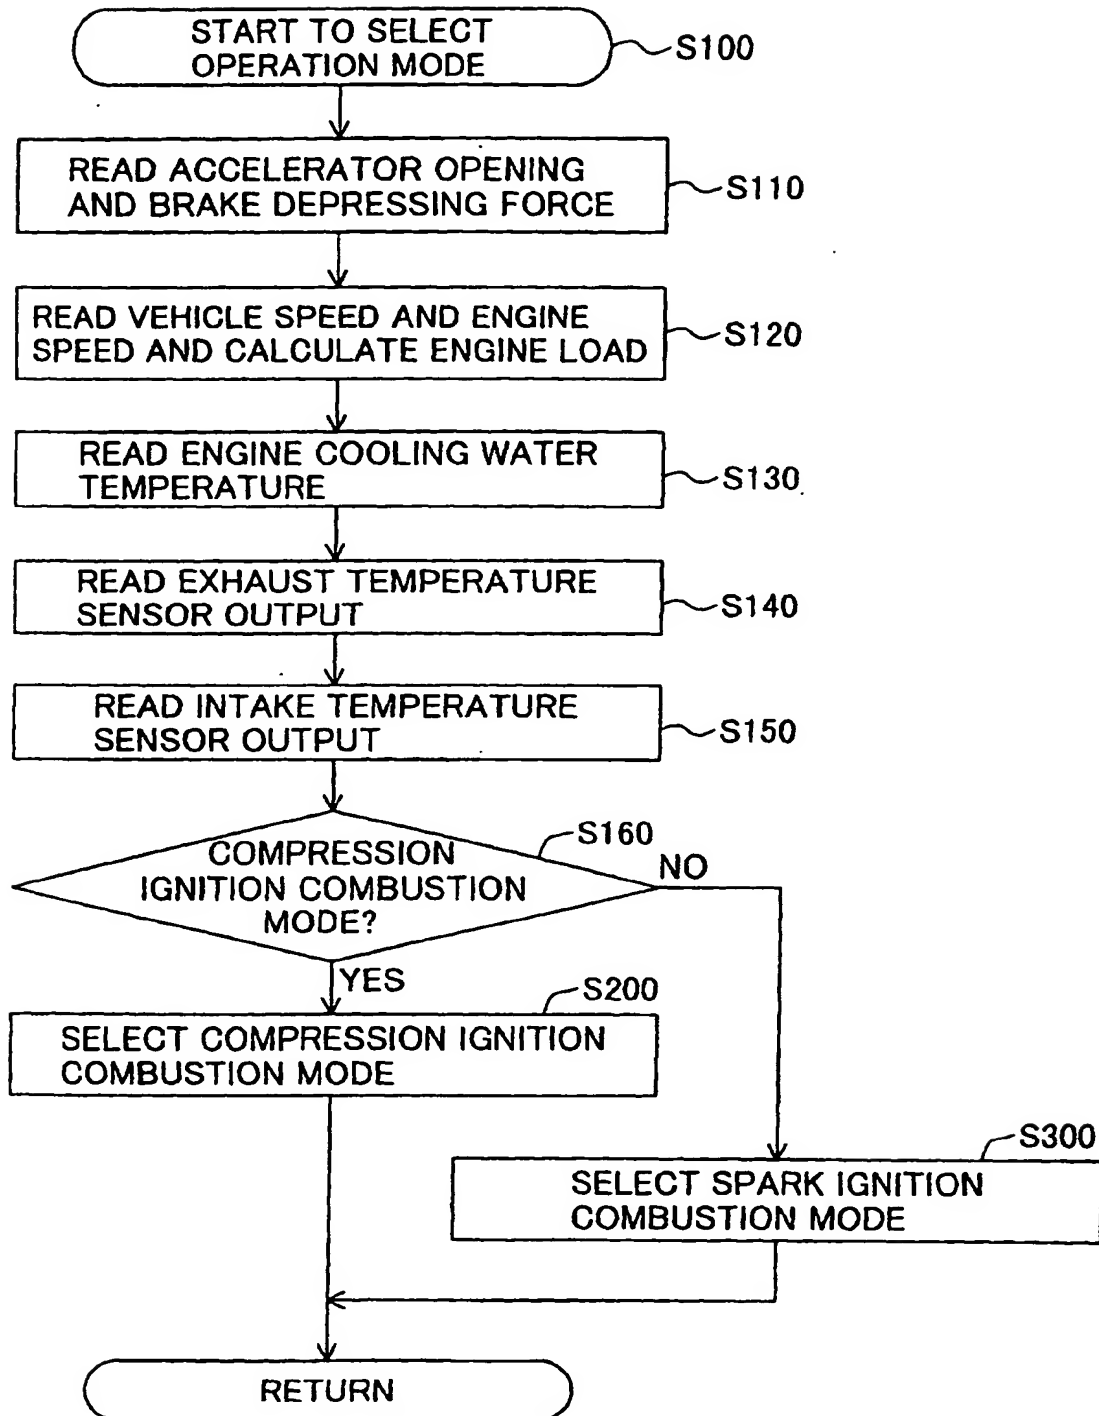 START TO SELECT
OPERATION MODE
S100
READ ACCELERATOR OPENING
AND BRAKE DEPRESSING FORCE
S110
READ VEHICLE SPEED AND ENGINE
SPEED AND CALCULATE ENGINE LOAD
S120
READ ENGINE COOLING WATER
TEMPERATURE
S130
READ EXHAUST TEMPERATURE
SENSOR OUTPUT
S140
READ INTAKE TEMPERATURE
SENSOR OUTPUT
S150
S160
COMPRESSION
IGNITION COMBUSTION
MODE?
NO
YES
S200
SELECT COMPRESSION IGNITION
COMBUSTION MODE
S300
SELECT SPARK IGNITION
COMBUSTION MODE
RETURN